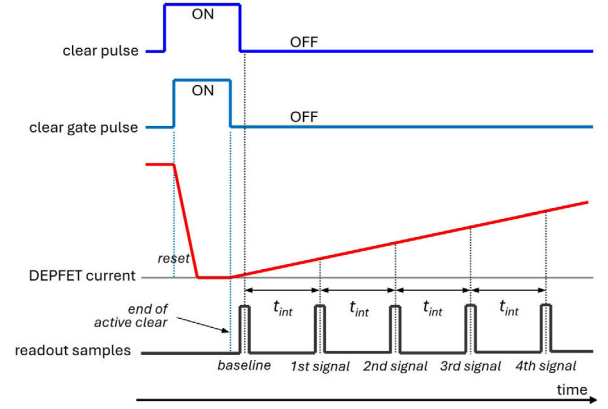 ON
clear pulse
OFF
ON
clear gate pulse
OFF
reset
DEPFET current
t_int t_int t_int t_int
end of
active clear
readout samples
baseline 1st signal 2nd signal 3rd signal 4th signal
time